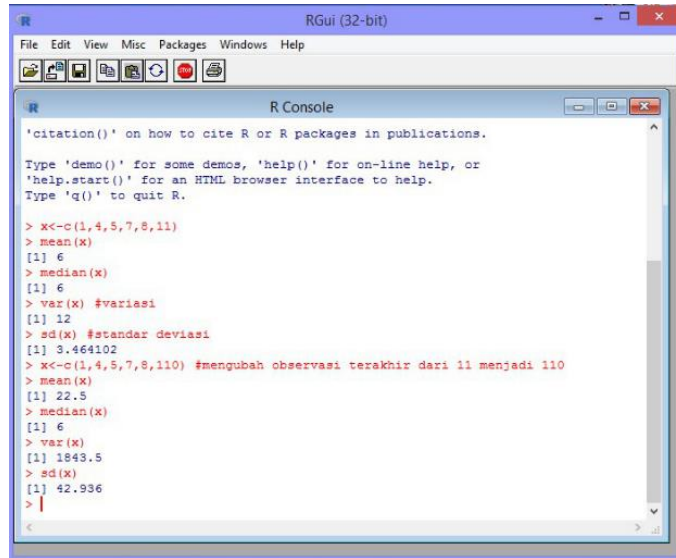 RGui (32-bit)
File Edit View Misc Packages Windows Help
STOP
R Console
'citation()' on how to cite R or R packages in publications.
Type 'demo()' for some demos, 'help()' for on-line help, or
'help.start()' for an HTML browser interface to help.
Type 'q()' to quit R.
> x<-c(1,4,5,7,8,11)
> mean(x)
[1] 6
> median(x)
[1] 6
> var(x) #variasi
[1] 12
> sd(x) #standar deviasi
[1] 3.464102
> x<-c(1,4,5,7,8,110) #mengubah observasi terakhir dari 11 menjadi 110
> mean(x)
[1] 22.5
> median(x)
[1] 6
> var(x)
[1] 1843.5
> sd(x)
[1] 42.936
>